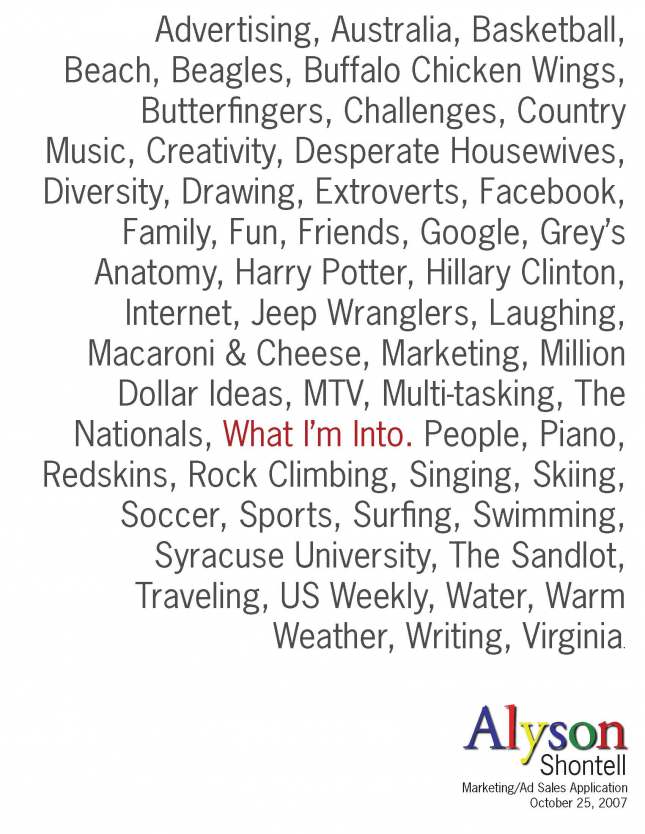 Advertising, Australia, Basketball,
Beach, Beagles, Buffalo Chicken Wings,
Butterfingers, Challenges, Country
Music, Creativity, Desperate Housewives,
Diversity, Drawing, Extroverts, Facebook,
Family, Fun, Friends, Google, Grey’s
Anatomy, Harry Potter, Hillary Clinton,
Internet, Jeep Wranglers, Laughing,
Macaroni & Cheese, Marketing, Million
Dollar Ideas, MTV, Multi-tasking, The
Nationals, What I’m Into. People, Piano,
Redskins, Rock Climbing, Singing, Skiing,
Soccer, Sports, Surfing, Swimming,
Syracuse University, The Sandlot,
Traveling, US Weekly, Water, Warm
Weather, Writing, Virginia.
Alyson
Shontell
Marketing/Ad Sales Application
October 25, 2007